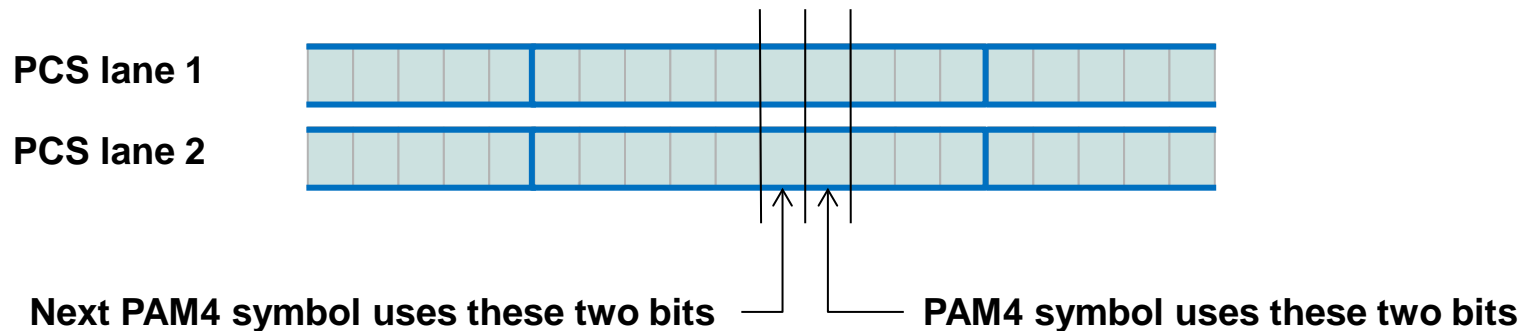 PCS lane 1
PCS lane 2
Next PAM4 symbol uses these two bits
PAM4 symbol uses these two bits